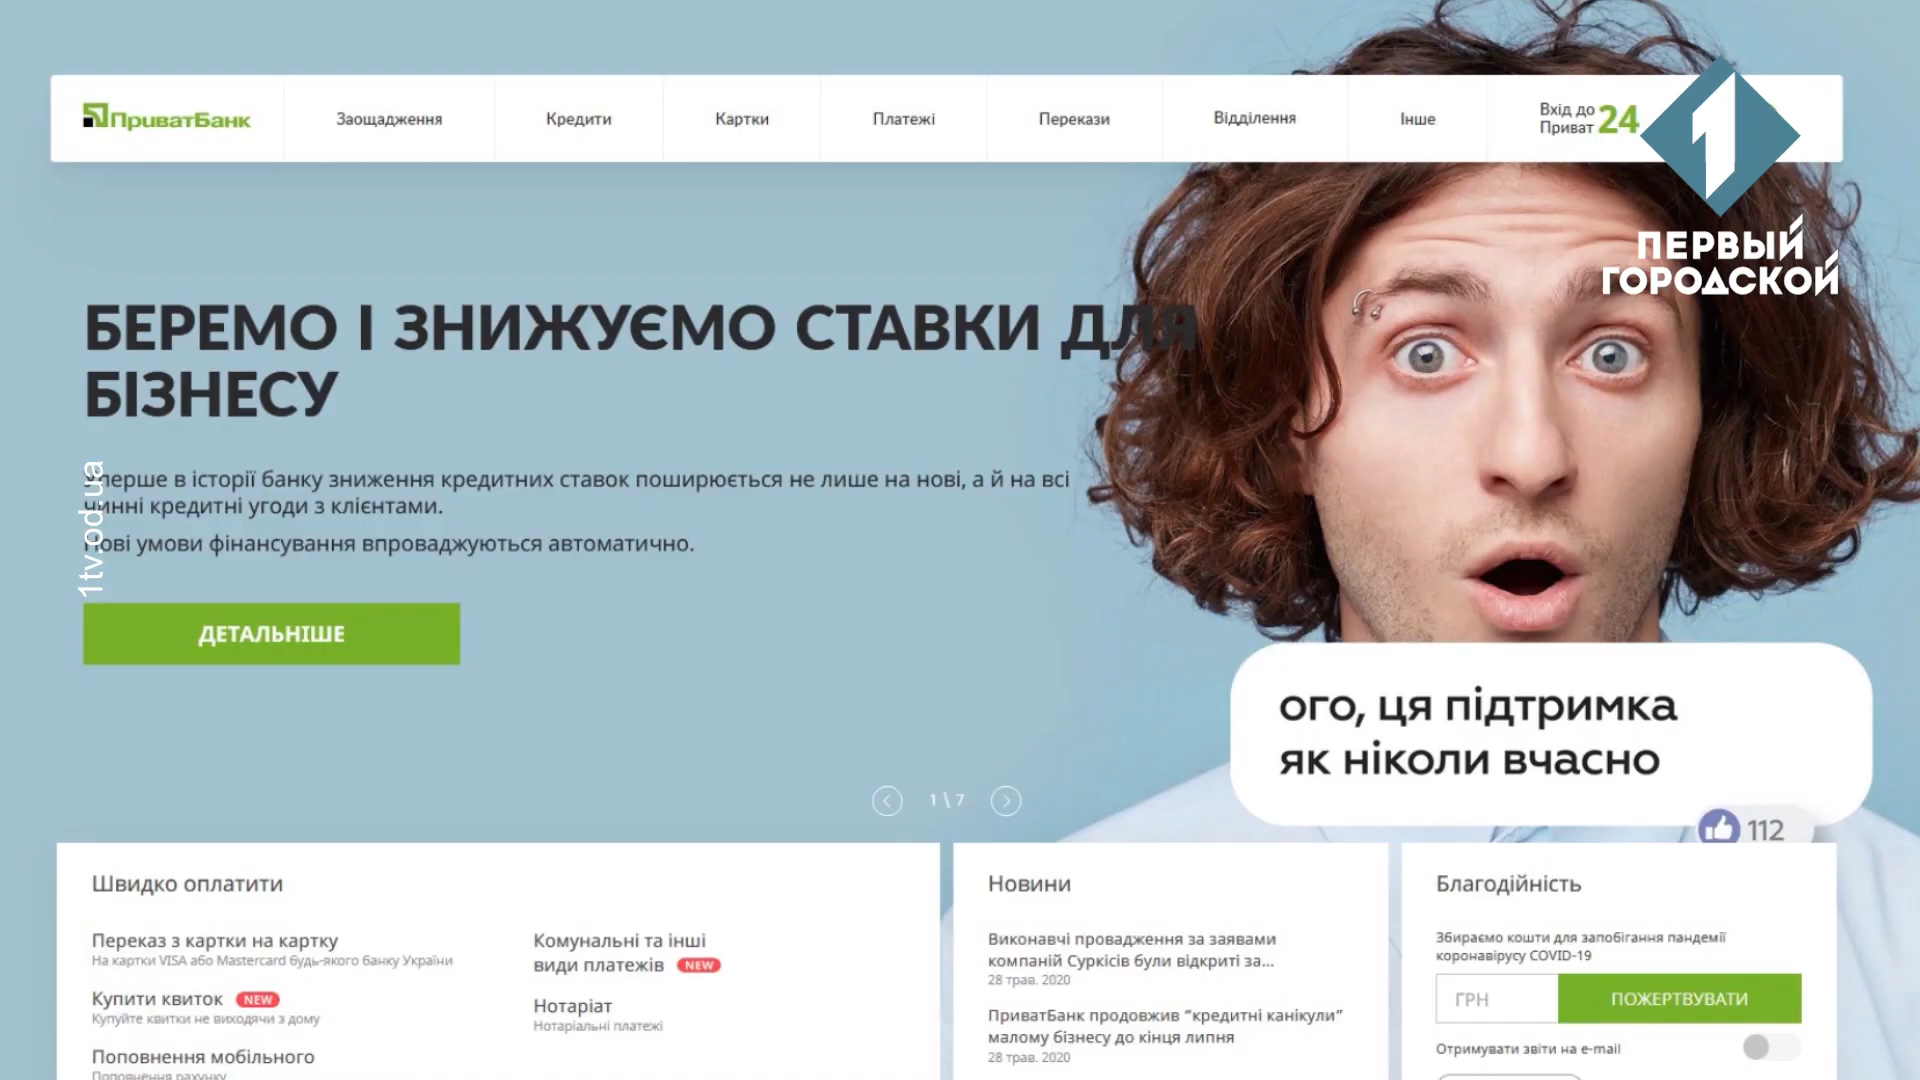 ПриватБанк
Заощадження
Кредити
Картки
Платежі
Перекази
Відділення
Інше
Вхід до
Приват 24
1
ПЕРВЫЙ
ГОРОДСКОЙ
БЕРЕМО І ЗНИЖУЄМО СТАВКИ ДЛЯ
БІЗНЕСУ
Уперше в історії банку зниження кредитних ставок поширюється не лише на нові, а й на всі
чинні кредитні угоди з клієнтами.
Нові умови фінансування впроваджуються автоматично.
1tv.od.ua
ДЕТАЛЬНІШЕ
ого, ця підтримка
як ніколи вчасно
112
1 \ 7
Швидко оплатити
Переказ з картки на картку
На картки VISA або Mastercard будь-якого банку України
Купити квиток NEW
Купуйте квитки не виходячи з дому
Поповнення мобільного
Поповнення рахунку
Комунальні та інші
види платежів NEW
Нотаріат
Нотаріальні платежі
Новини
Виконавчі провадження за заявами
компаній Суркісів були відкриті за...
28 трав. 2020
ПриватБанк продовжив “кредитні канікули”
малому бізнесу до кінця липня
28 трав. 2020
Благодійність
Збираємо кошти для запобігання пандемії
коронавірусу COVID-19
ГРН
ПОЖЕРТВУВАТИ
Отримувати звіти на e-mail